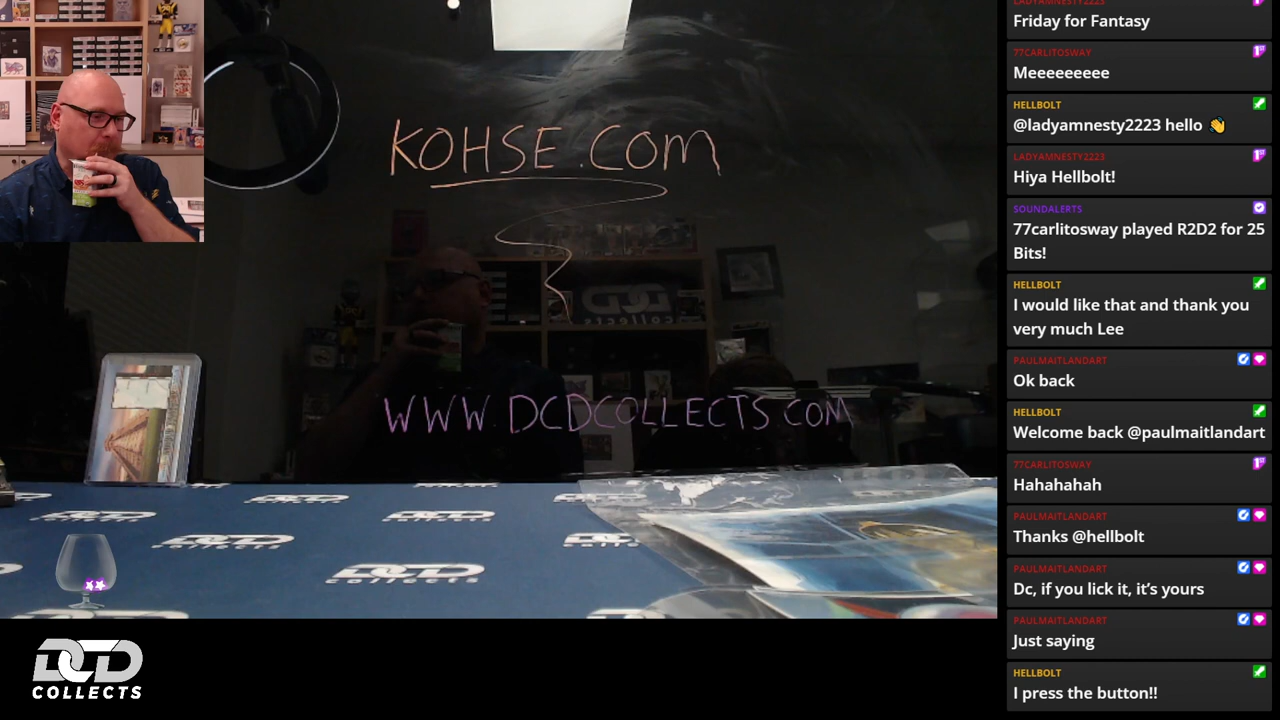 KOHSE.COM
WWW.DCDCOLLECTS.COM
DCD
collects
DCD
COLLECTS
LADYAMNESTY2223
Friday for Fantasy
77CARLITOSWAY
Meeeeeeeee
HELLBOLT
@ladyamnesty2223 hello 👋
LADYAMNESTY2223
Hiya Hellbolt!
SOUNDALERTS
77carlitosway played R2D2 for 25
Bits!
HELLBOLT
I would like that and thank you
very much Lee
PAULMAITLANDART
Ok back
HELLBOLT
Welcome back @paulmaitlandart
77CARLITOSWAY
Hahahahah
PAULMAITLANDART
Thanks @hellbolt
PAULMAITLANDART
Dc, if you lick it, it’s yours
PAULMAITLANDART
Just saying
HELLBOLT
I press the button!!